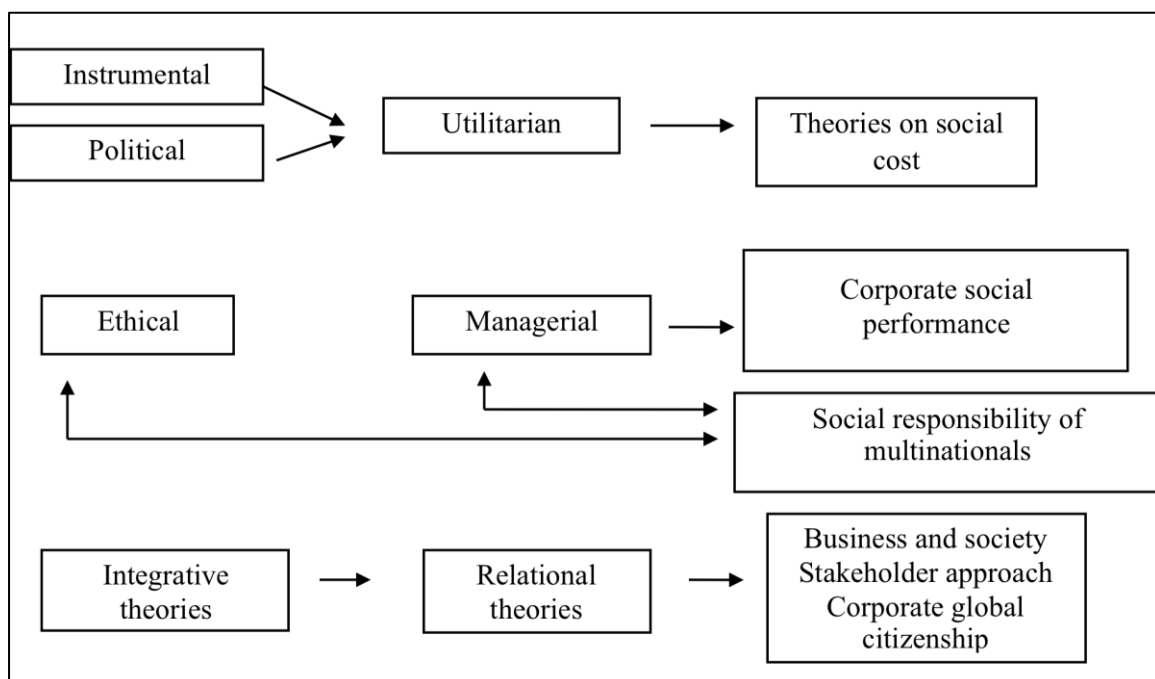 Instrumental
Political
Utilitarian
Theories on social
cost
Ethical
Managerial
Corporate social
performance
Social responsibility of
multinationals
Integrative
theories
Relational
theories
Business and society
Stakeholder approach
Corporate global
citizenship